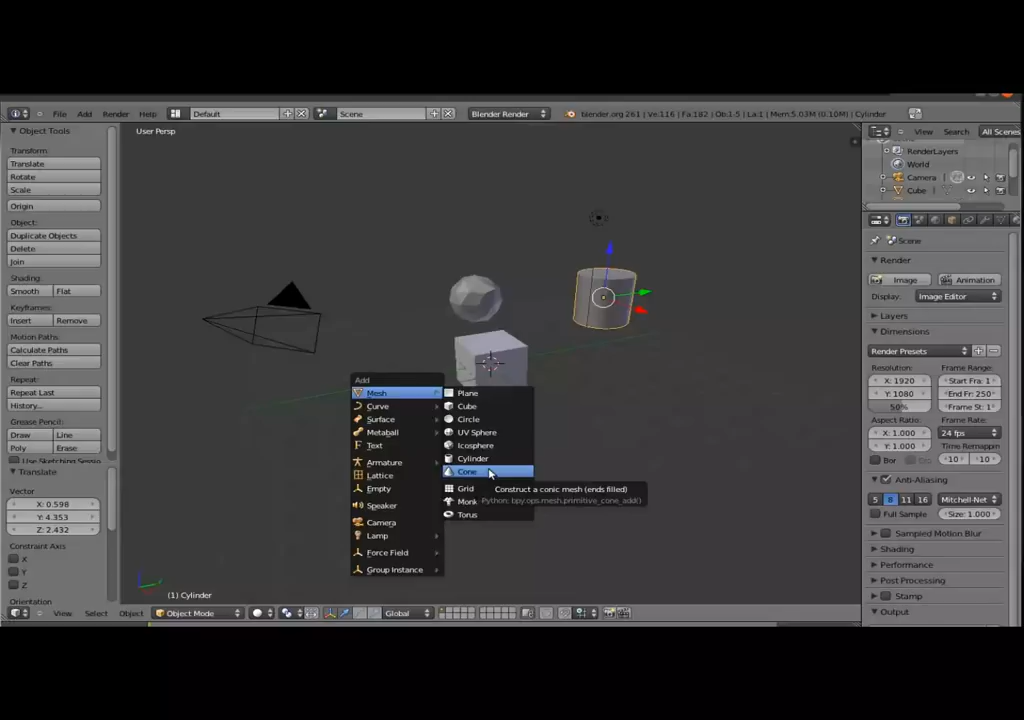 File Add Render Help Default Scene Blender Render blender.org 261 | Ve:116 | Fa:182 | Ob:1-5 | La:1 | Mem:5.03M (0.10M) | Cylinder
Object Tools
Transform:
Translate
Rotate
Scale
Origin
Object:
Duplicate Objects
Delete
Join
Shading:
Smooth Flat
Keyframes:
Insert Remove
Motion Paths:
Calculate Paths
Clear Paths
Repeat:
Repeat Last
History...
Grease Pencil:
Draw Line
Poly Erase
Use Sketching Sessio
Translate
Vector
X: 0.598
Y: 4.353
Z: 2.432
Constraint Axis
X
Y
Z
Orientation
User Persp
Add
Mesh
Curve
Surface
Metaball
Text
Armature
Lattice
Empty
Speaker
Camera
Lamp
Force Field
Group Instance
Plane
Cube
Circle
UV Sphere
Icosphere
Cylinder
Cone
Grid
Monk
Torus
Construct a conic mesh (ends filled)
Python: bpy.ops.mesh.primitive_cone_add()
(1) Cylinder
View Select Object Object Mode Global
View Search All Scenes
RenderLayers
World
Camera
Cube
Scene
Render
Image Animation
Display: Image Editor
Layers
Dimensions
Render Presets
Resolution: Frame Range:
X: 1920 Start Fra: 1
Y: 1080 End Fr: 250
50% Frame St: 1
Aspect Ratio: Frame Rate:
X: 1.000 24 fps
Y: 1.000 Time Remappin
Bor 10 10
Anti-Aliasing
5 8 11 16 Mitchell-Net
Full Sample Size: 1.000
Sampled Motion Blur
Shading
Performance
Post Processing
Stamp
Output